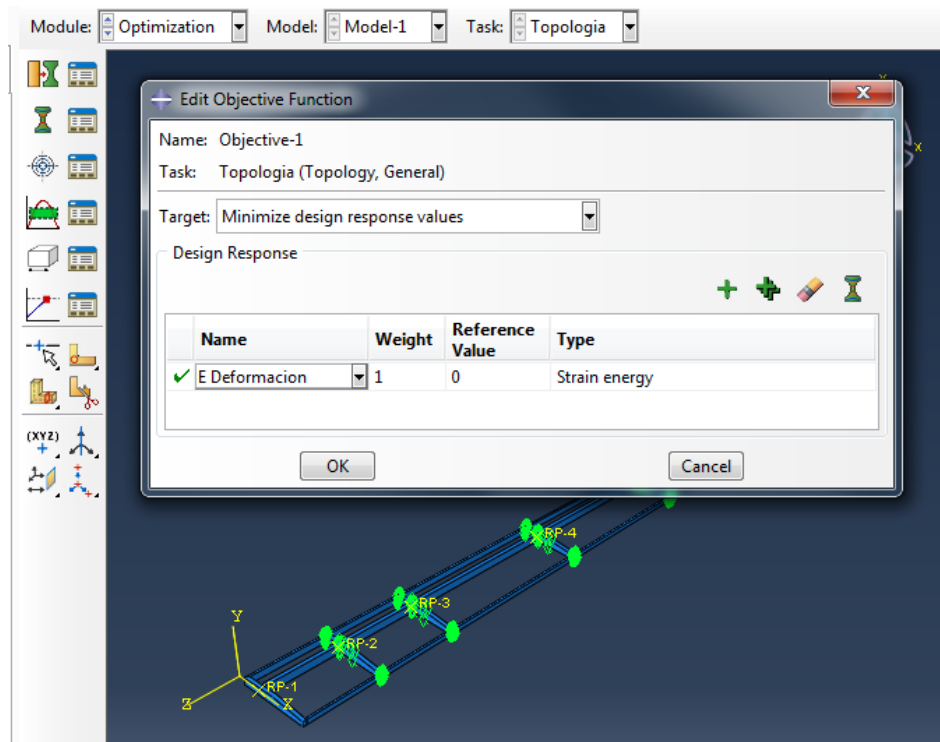 Module: Optimization Model: Model-1 Task: Topologia
Edit Objective Function
Name: Objective-1
Task: Topologia (Topology, General)
Target: Minimize design response values
Design Response
Name Weight Reference Value Type
E Deformacion 1 0 Strain energy
OK Cancel
(XYZ)
X
RP-4
RP-3
RP-2
RP-1
Y
Z
X